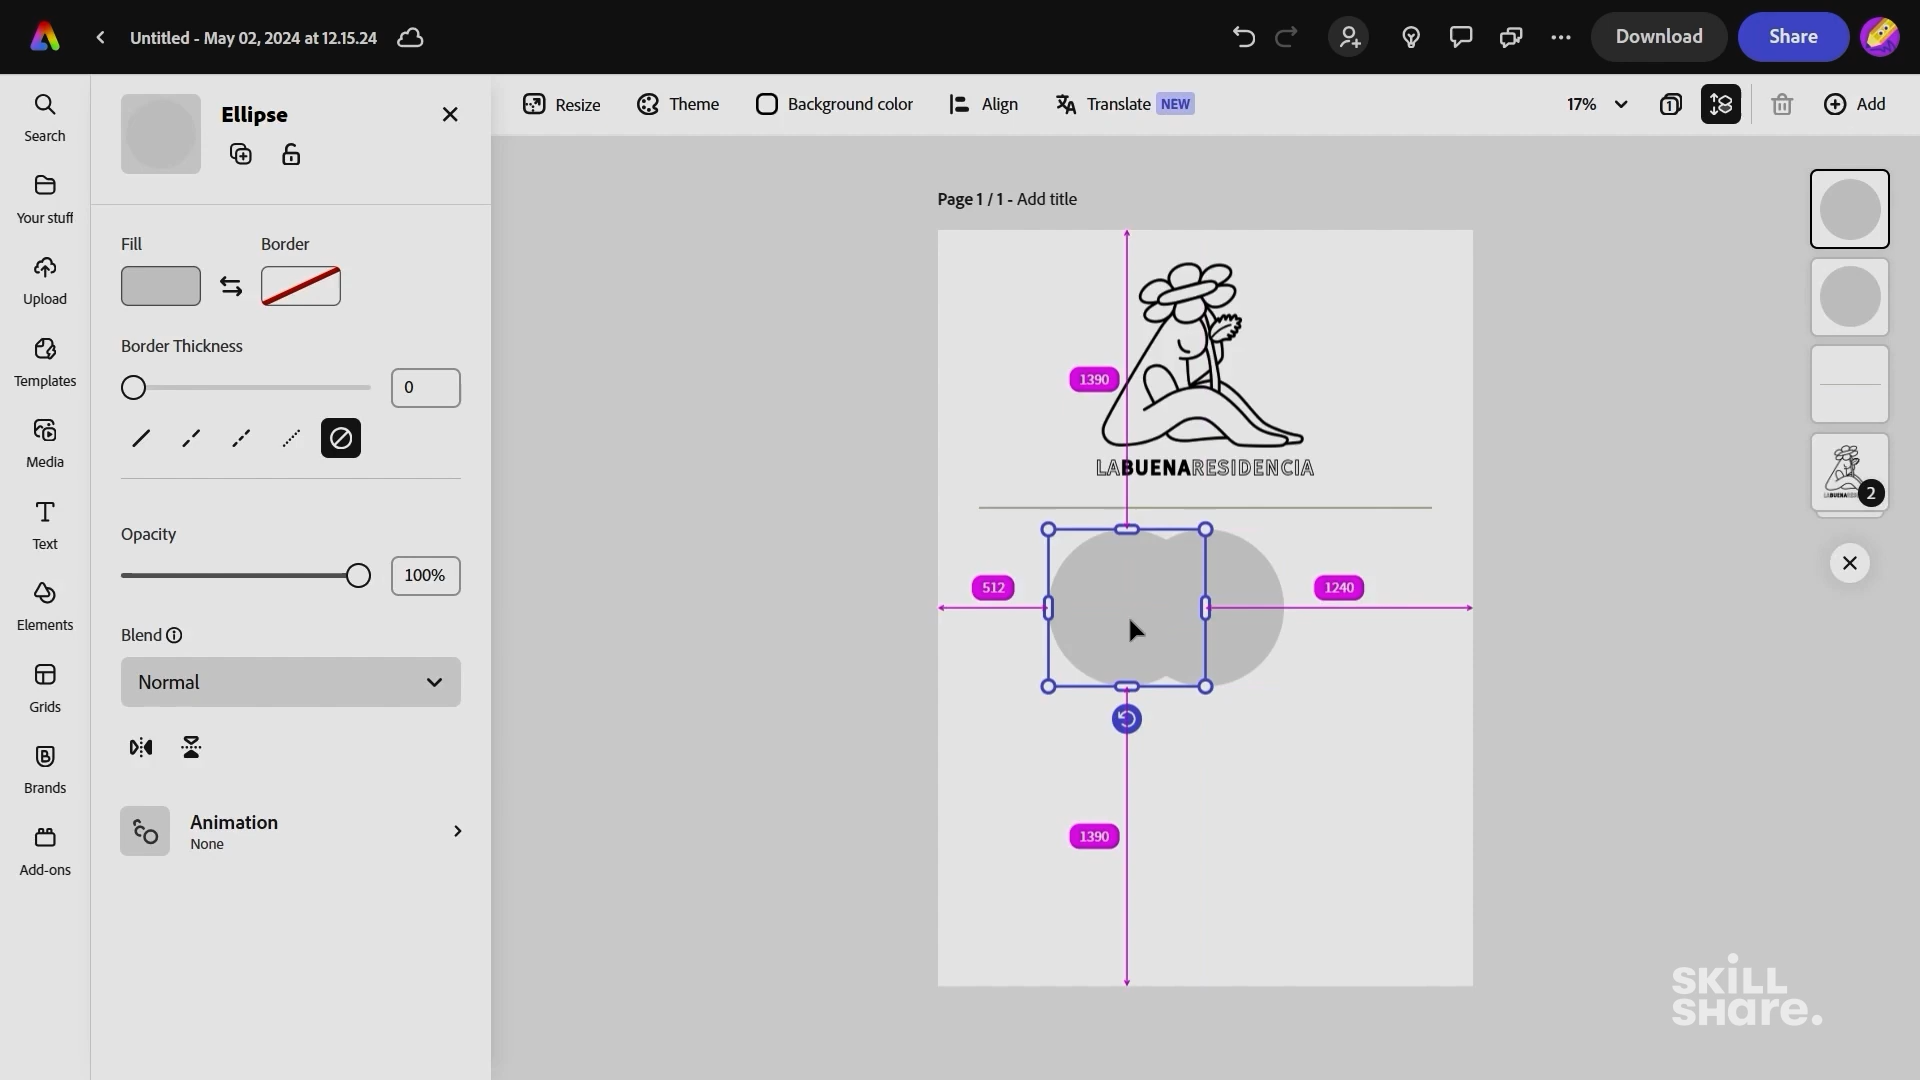 Untitled - May 02, 2024 at 12.15.24
Download
Share
Search
Your stuff
Upload
Templates
Media
Text
Elements
Grids
Brands
Add-ons
Ellipse
Fill
Border
Border Thickness
0
Opacity
100%
Blend
Normal
Animation
None
Resize
Theme
Background color
Align
Translate NEW
17%
1
Add
Page 1 / 1 - Add title
1390
LABUENARESIDENCIA
512
1240
1390
2
SKILL
SHARE.